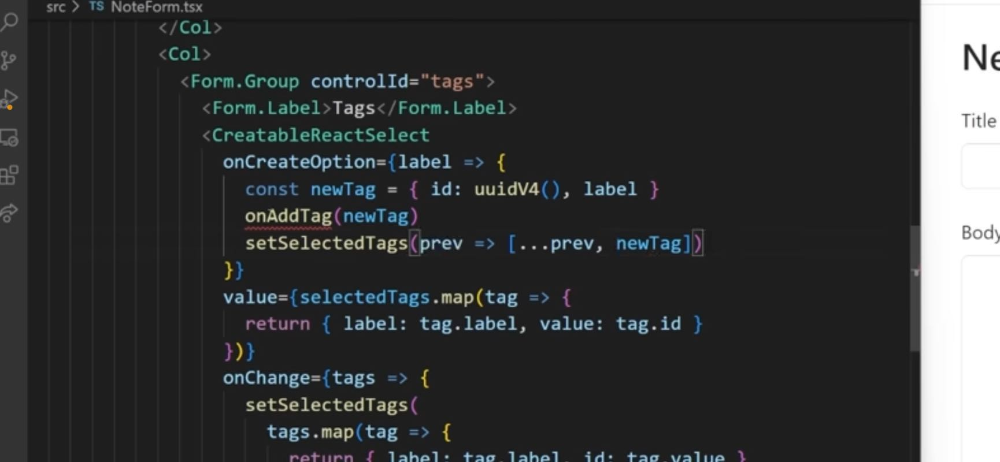 src > TS NoteForm.tsx
</Col>
<Col>
<Form.Group controlId="tags">
<Form.Label>Tags</Form.Label>
<CreatableReactSelect
onCreateOption={label => {
const newTag = { id: uuidV4(), label }
onAddTag(newTag)
setSelectedTags(prev => [...prev, newTag])
}}
value={selectedTags.map(tag => {
return { label: tag.label, value: tag.id }
})}
onChange={tags => {
setSelectedTags(
tags.map(tag => {
return { label: tag.label, id: tag.value }
Ne
Title
Body